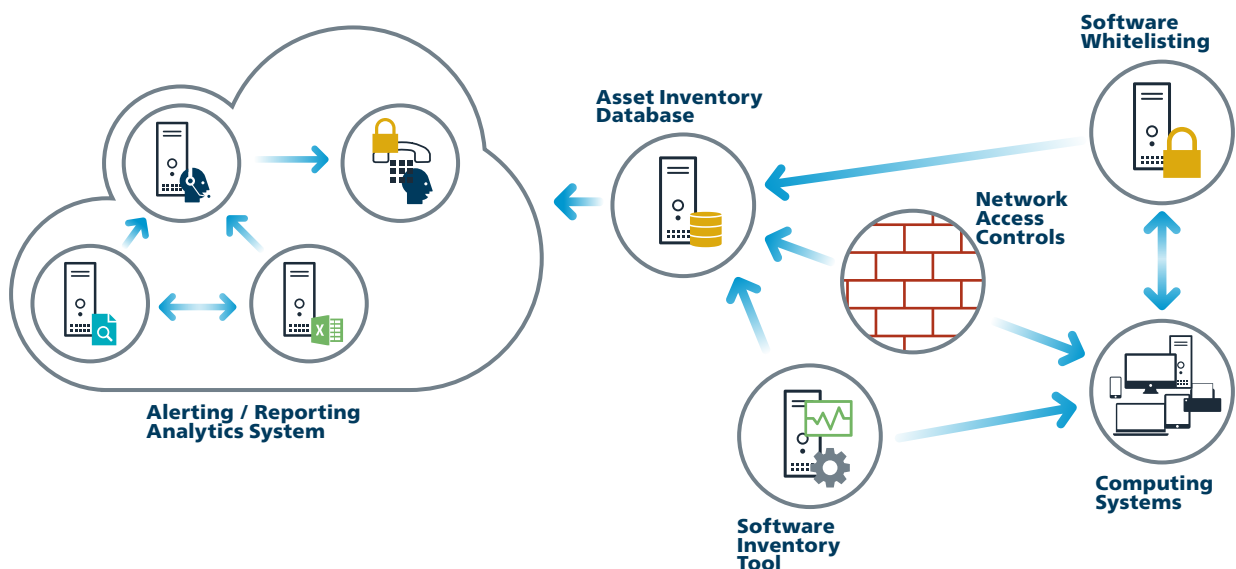 Software
Whitelisting
Asset Inventory
Database
Network
Access
Controls
Alerting / Reporting
Analytics System
X
Computing
Systems
Software
Inventory
Tool